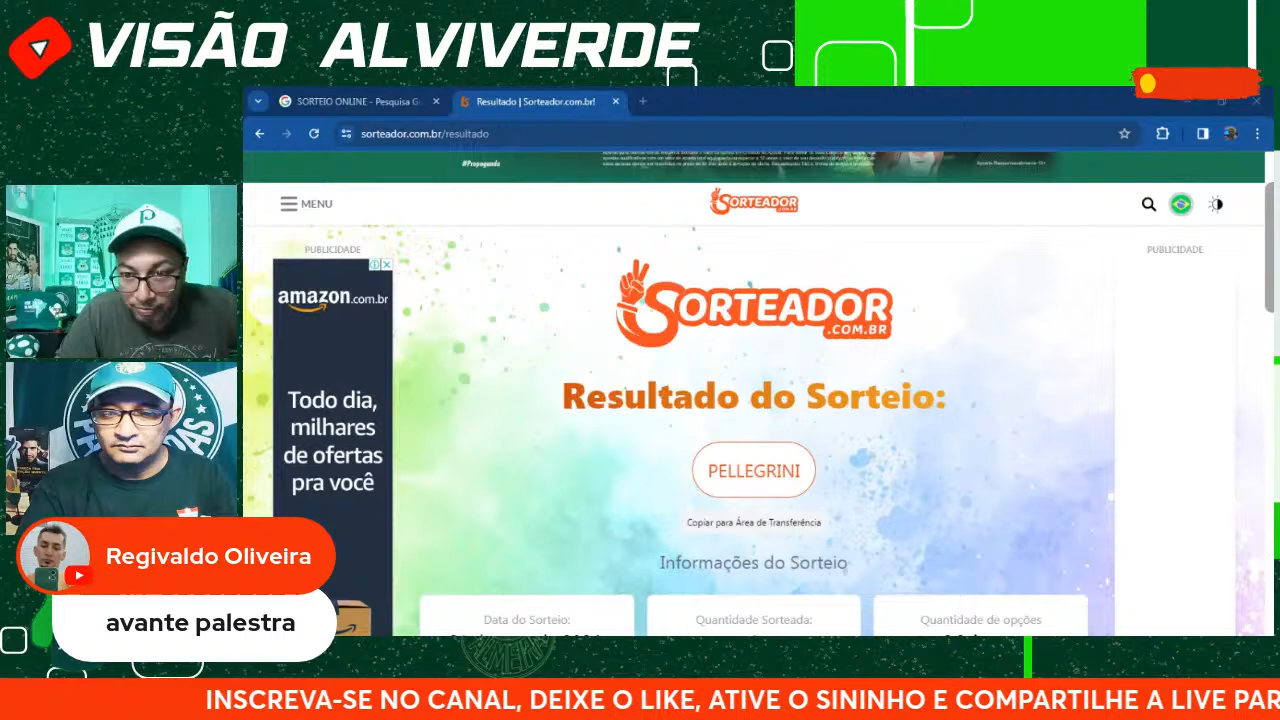 VISÃO ALVIVERDE
SORTEIO ONLINE - Pesquisa G
Resultado | Sorteador.com.br!
sorteador.com.br/resultado
#Propaganda
MENU
SORTEADOR
.COM.BR
PUBLICIDADE
PUBLICIDADE
amazon.com.br
Todo dia,
milhares
de ofertas
pra você
SORTEADOR
.COM.BR
Resultado do Sorteio:
PELLEGRINI
Copiar para Área de Transferência
Informações do Sorteio
Data do Sorteio:
Quantidade Sorteada:
Quantidade de opções
Regivaldo Oliveira
avante palestra
INSCREVA-SE NO CANAL, DEIXE O LIKE, ATIVE O SININHO E COMPARTILHE A LIVE PAR